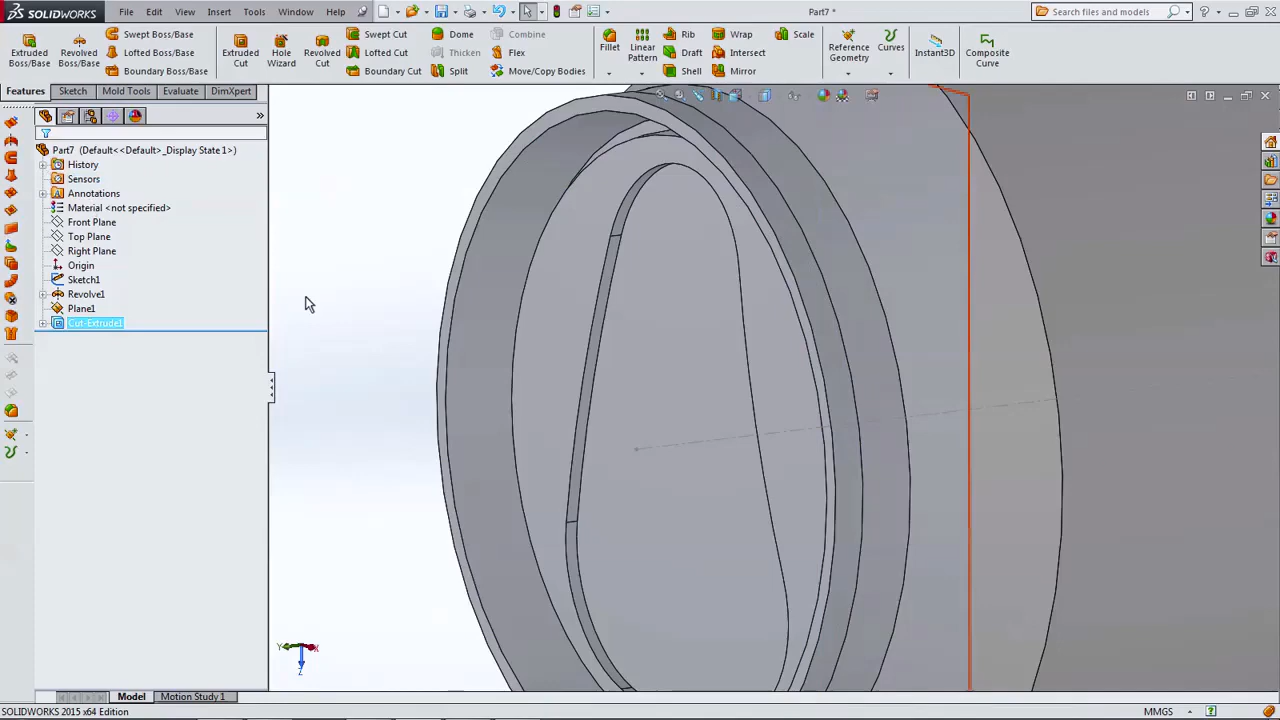 SOLIDWORKS File Edit View Insert Tools Window Help Part7 * Search files and models
Extruded Boss/Base
Revolved Boss/Base
Swept Boss/Base
Lofted Boss/Base
Boundary Boss/Base
Extruded Cut
Hole Wizard
Revolved Cut
Swept Cut
Lofted Cut
Boundary Cut
Dome
Thicken
Split
Combine
Flex
Move/Copy Bodies
Fillet
Linear Pattern
Rib
Draft
Shell
Wrap
Intersect
Mirror
Scale
Reference Geometry
Curves
Instant3D
Composite Curve
Features Sketch Mold Tools Evaluate DimXpert
Part7 (Default<<Default>_Display State 1>)
History
Sensors
Annotations
Material <not specified>
Front Plane
Top Plane
Right Plane
Origin
Sketch1
Revolve1
Plane1
Cut-Extrude1
Y X
Z
Model Motion Study 1
SOLIDWORKS 2015 x64 Edition MMGS